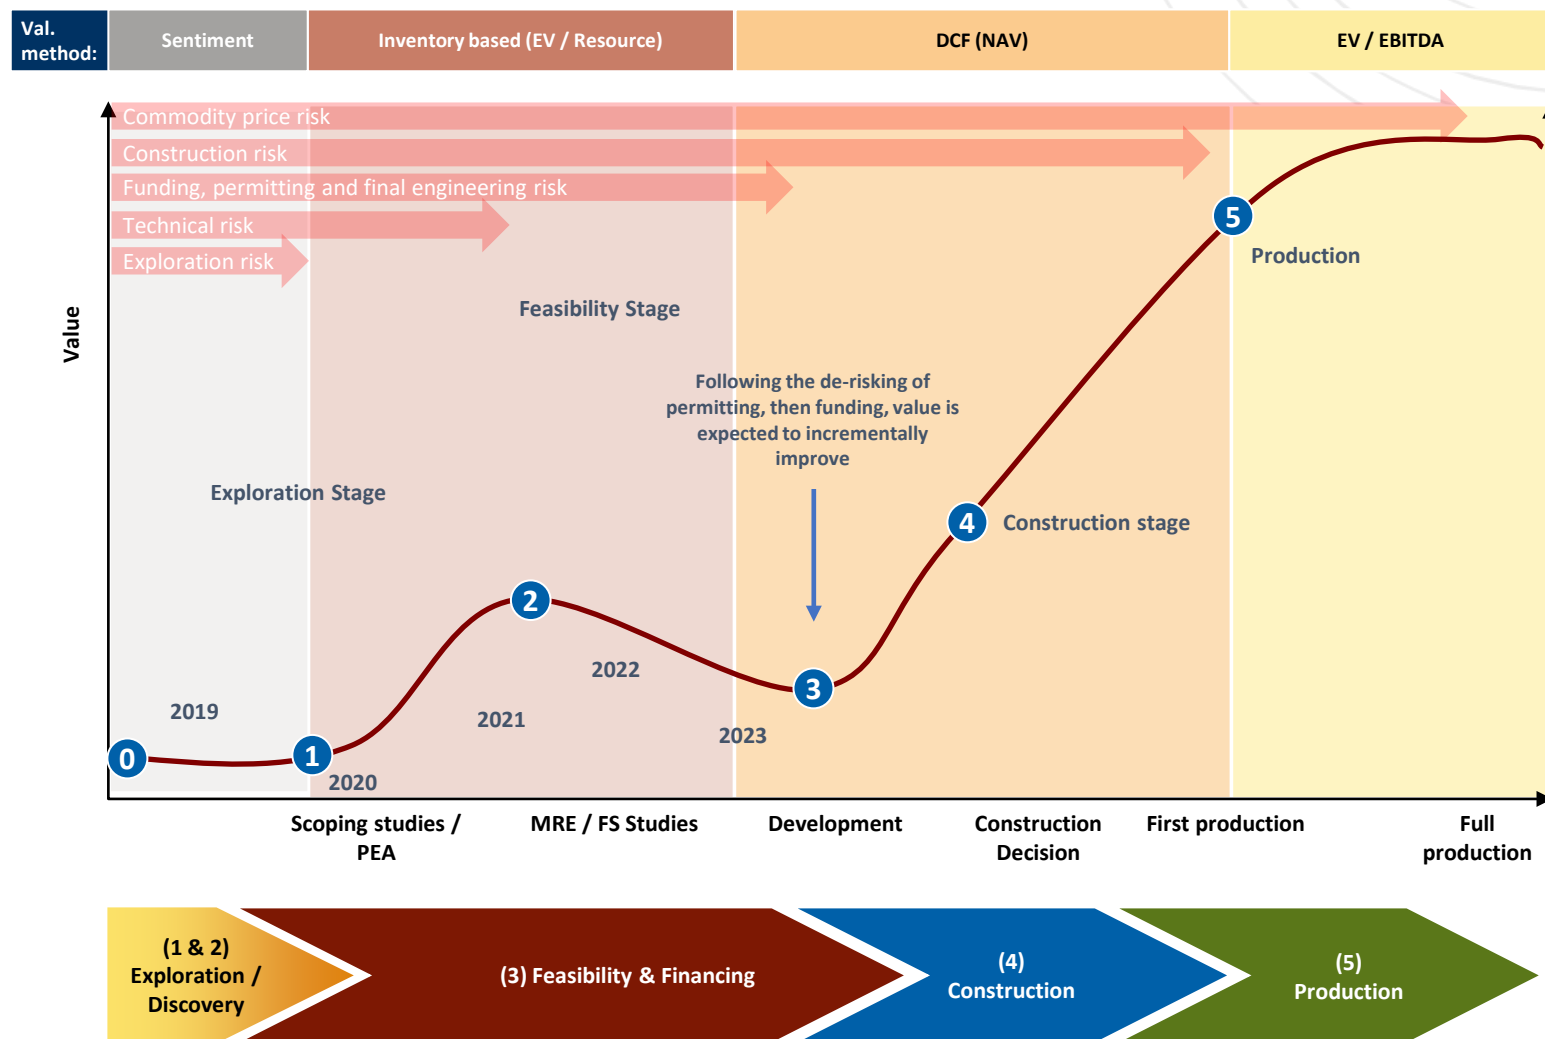 Val.
method:
Sentiment
Inventory based (EV / Resource)
DCF (NAV)
EV / EBITDA
Commodity price risk
Construction risk
Funding, permitting and final engineering risk
Technical risk
Exploration risk
Value
Feasibility Stage
Exploration Stage
Following the de-risking of
permitting, then funding, value is
expected to incrementally
improve
Construction stage
Production
0
1
2
3
4
5
2019
2020
2021
2022
2023
Scoping studies /
PEA
MRE / FS Studies
Development
Construction
Decision
First production
Full
production
(1 & 2)
Exploration /
Discovery
(3) Feasibility & Financing
(4)
Construction
(5)
Production